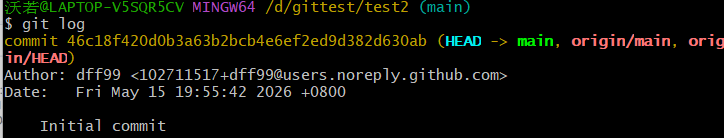 沃若@LAPTOP-V5SQR5CV MINGW64 /d/gittest/test2 (main)
$ git log
commit 46c18f420d0b3a63b2bcb4e6ef2ed9d382d630ab (HEAD -> main, origin/main, orig
in/HEAD)
Author: dff99 <102711517+dff99@users.noreply.github.com>
Date:   Fri May 15 19:55:42 2026 +0800

    Initial commit